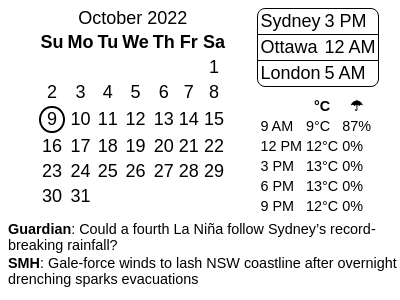 October 2022
Su Mo Tu We Th Fr Sa
1
2 3 4 5 6 7 8
9 10 11 12 13 14 15
16 17 18 19 20 21 22
23 24 25 26 27 28 29
30 31
Sydney 3 PM
Ottawa 12 AM
London 5 AM
°C ☂
9 AM 9°C 87%
12 PM 12°C 0%
3 PM 13°C 0%
6 PM 13°C 0%
9 PM 12°C 0%
Guardian: Could a fourth La Niña follow Sydney’s record-
breaking rainfall?
SMH: Gale-force winds to lash NSW coastline after overnight
drenching sparks evacuations